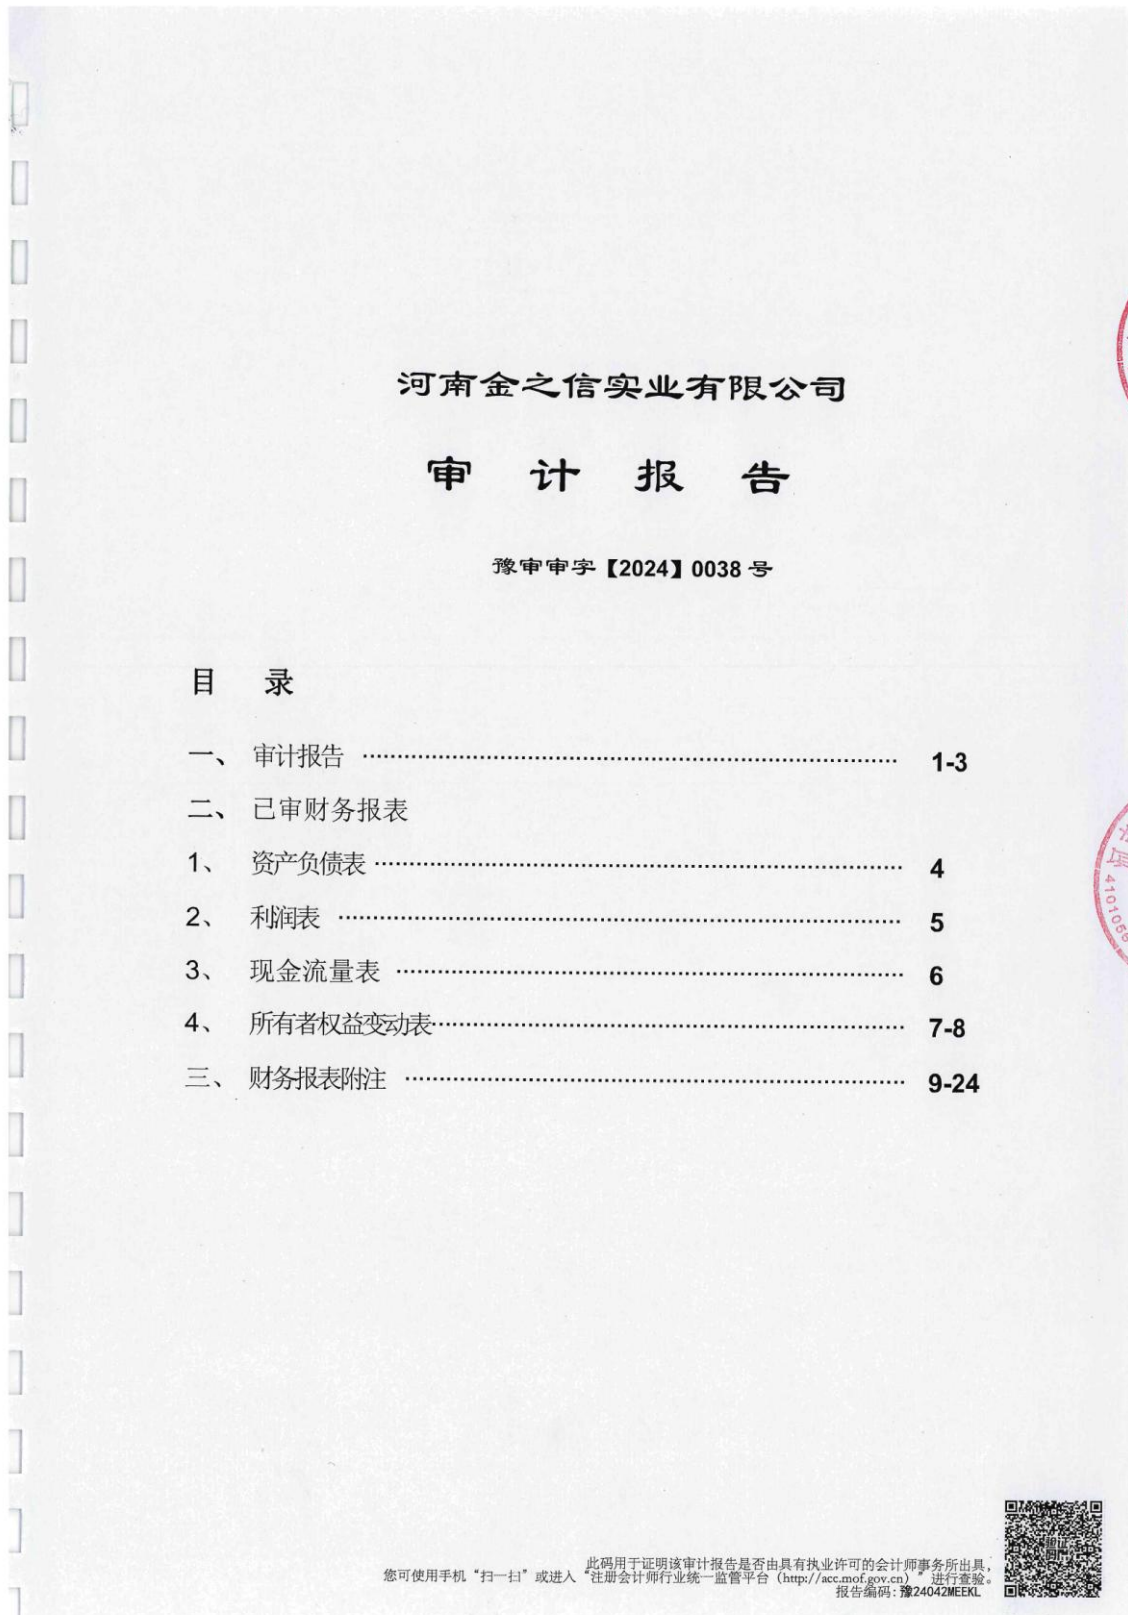 河南金之信实业有限公司
审 计 报 告
豫审审字【2024】0038 号
目 录
一、 审计报告 ………………………………………… 1-3
二、 已审财务报表
1、 资产负债表 ………………………………………… 4
2、 利润表 ………………………………………… 5
3、 现金流量表 ………………………………………… 6
4、 所有者权益变动表 ………………………………………… 7-8
三、 财务报表附注 ………………………………………… 9-24
4101056
此码用于证明该审计报告是否由具有执业许可的会计师事务所出具，
您可使用手机“扫一扫”或进入“注册会计师行业统一监管平台（http://acc.mof.gov.cn）”进行查验。
报告编码：豫24042MEEKL